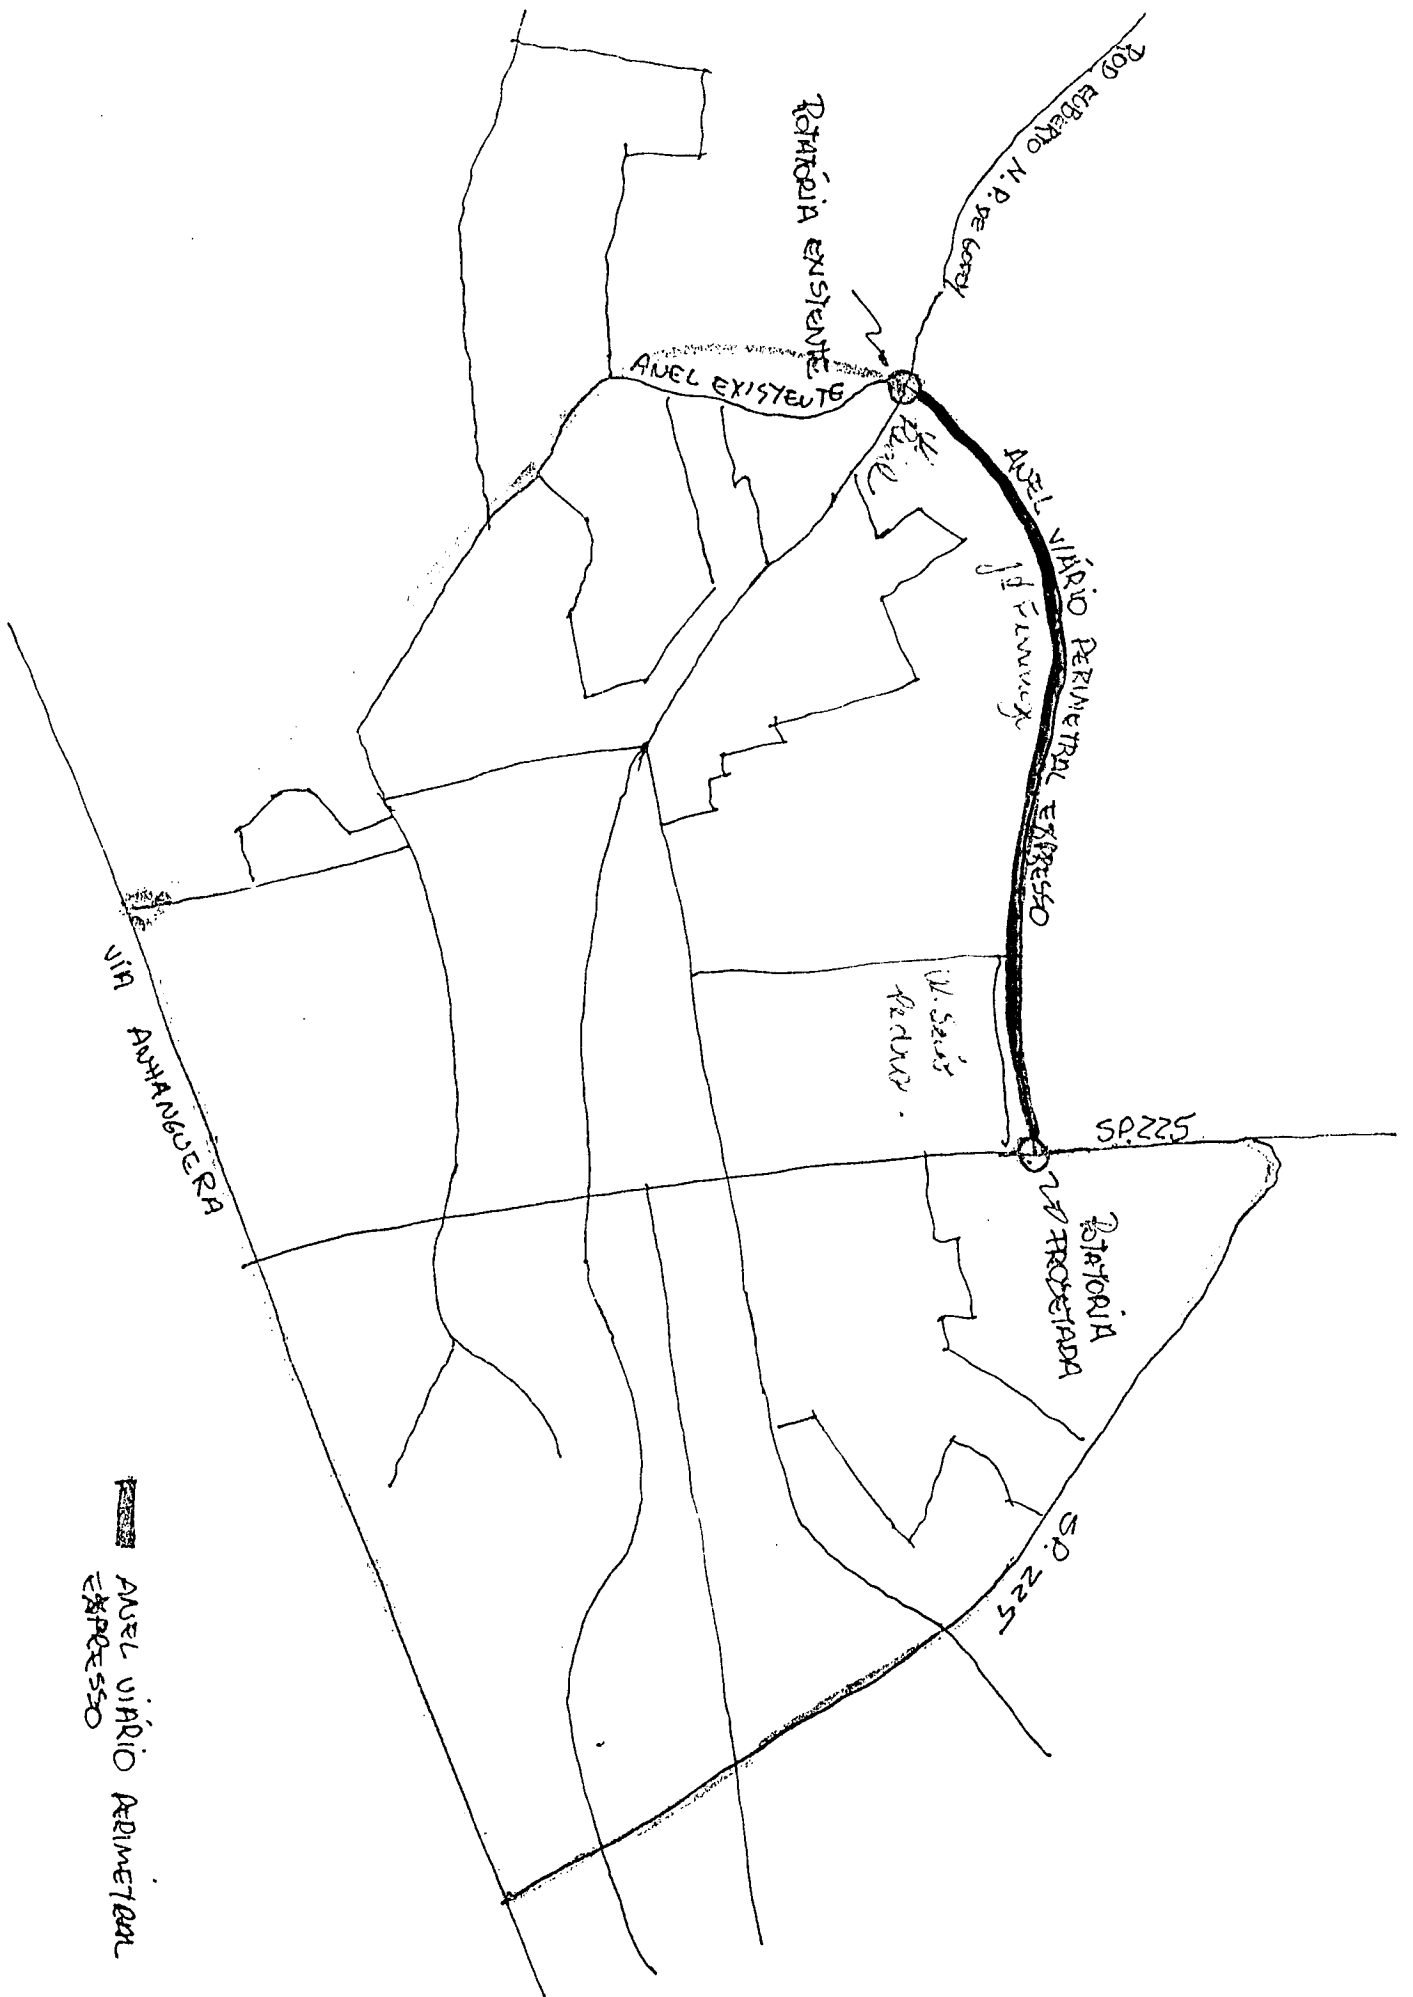 ROD EUBERTO N.P. DE GODOY
ROTATÓRIA EXISTENTE
ANEL EXISTENTE
ANEL VIÁRIO PERIMETRAL EXPRESSO
SP.225
ROTATORIA
PROJETADA
SP. 225
VIA ANHANGUERA
ANEL VIÁRIO PERIMETRAL
EXPRESSO